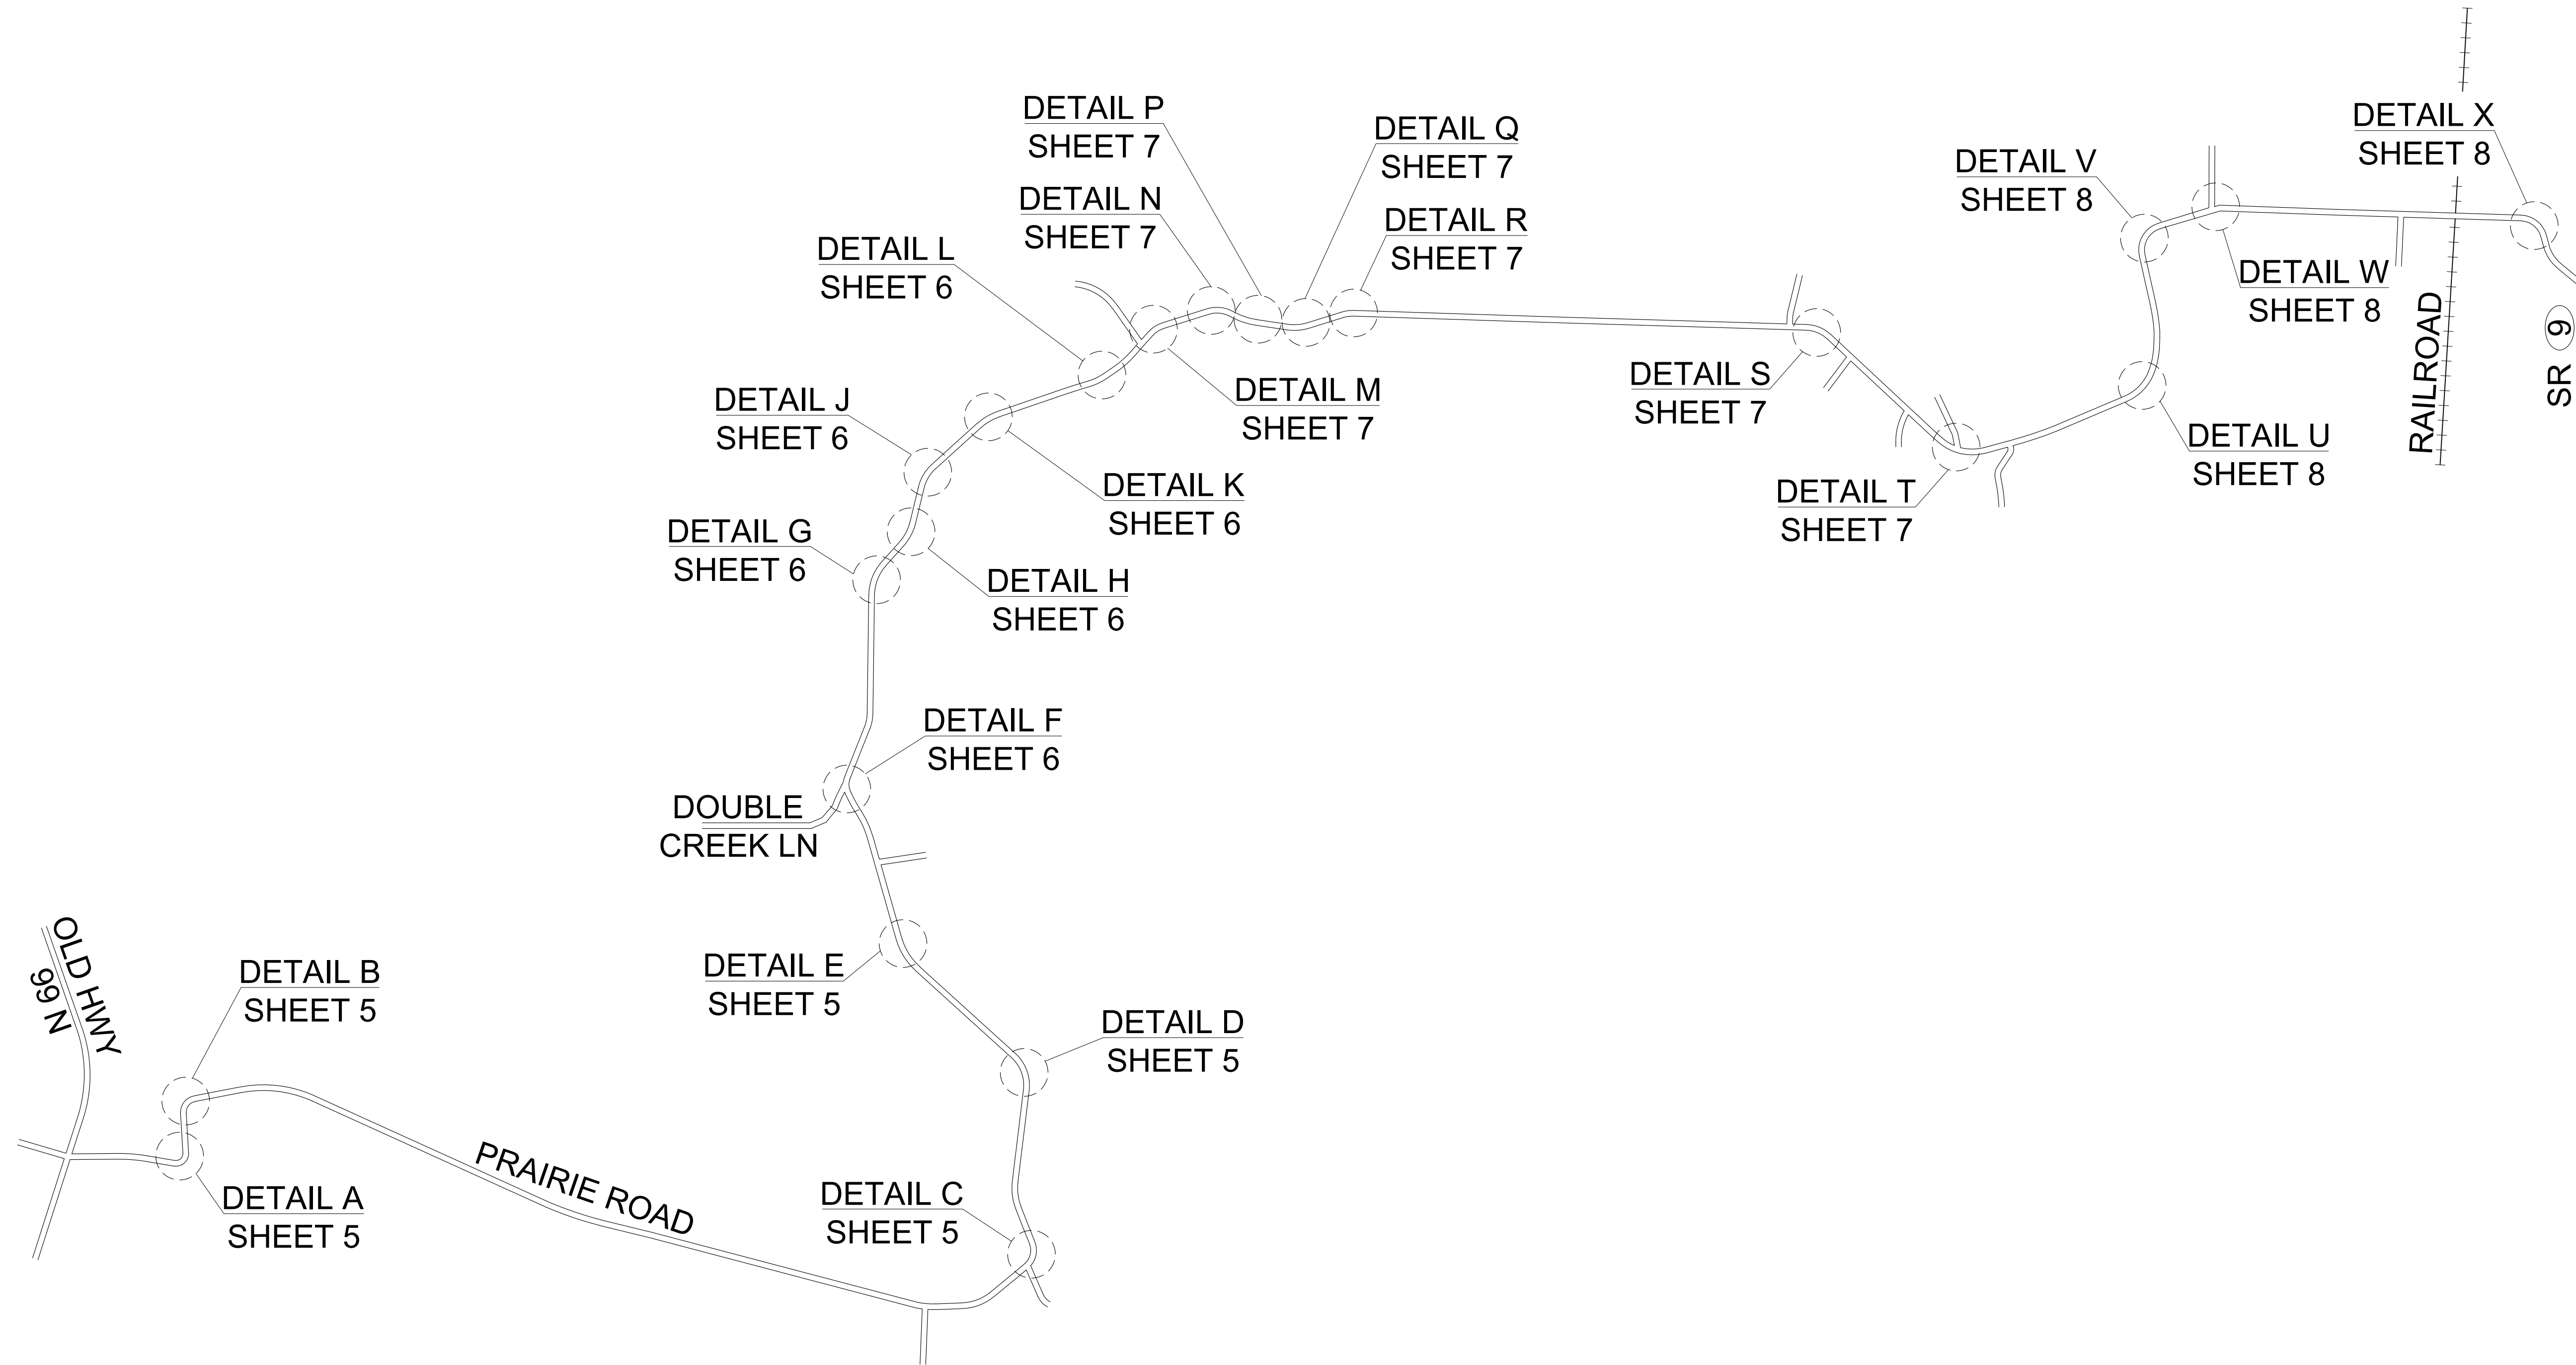 DETAIL P
SHEET 7
DETAIL Q
SHEET 7
DETAIL X
SHEET 8
DETAIL V
SHEET 8
DETAIL N
SHEET 7
DETAIL R
SHEET 7
DETAIL L
SHEET 6
DETAIL W
SHEET 8
RAILROAD
SR 9
DETAIL S
SHEET 7
DETAIL M
SHEET 7
DETAIL J
SHEET 6
DETAIL U
SHEET 8
DETAIL K
SHEET 6
DETAIL T
SHEET 7
DETAIL G
SHEET 6
DETAIL H
SHEET 6
DETAIL F
SHEET 6
DOUBLE
CREEK LN
OLD HWY
99 N
DETAIL B
SHEET 5
DETAIL E
SHEET 5
DETAIL D
SHEET 5
PRAIRIE ROAD
DETAIL A
SHEET 5
DETAIL C
SHEET 5